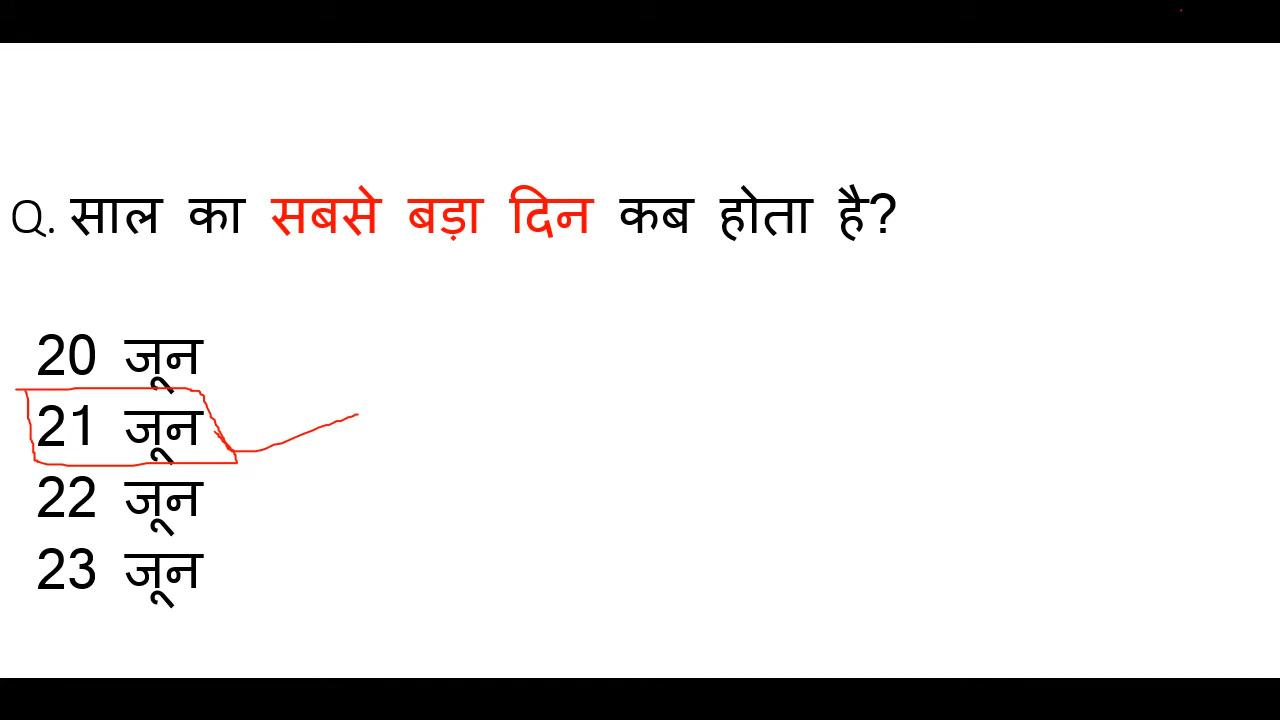 Q. साल का सबसे बड़ा दिन कब होता है?
20 जून
21 जून
22 जून
23 जून